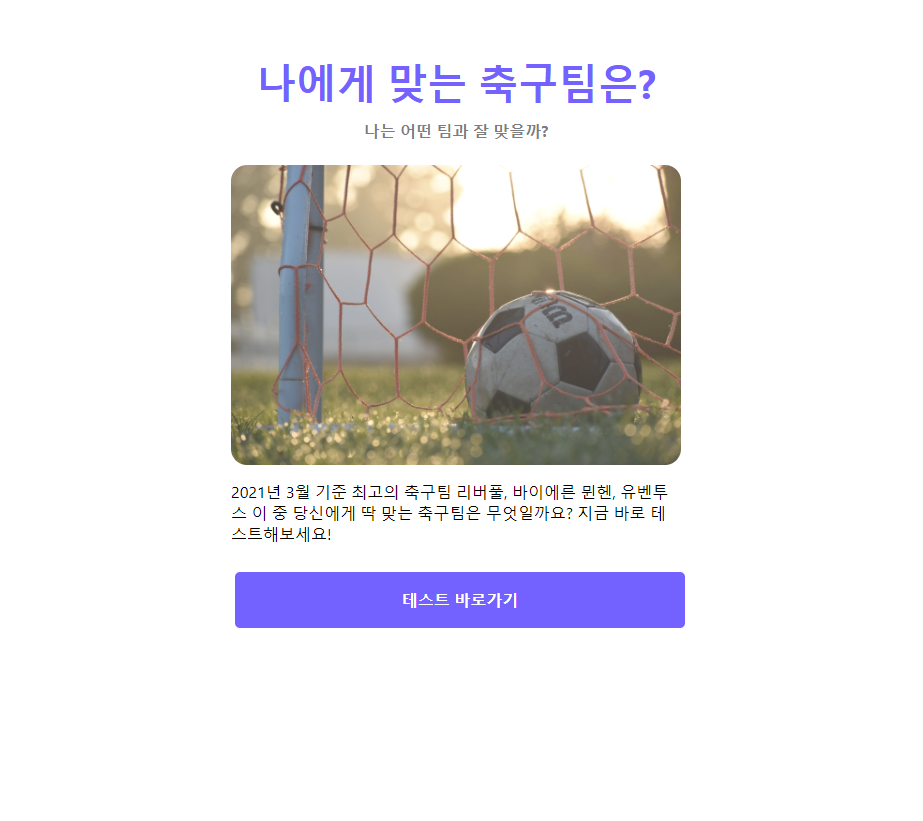 나에게 맞는 축구팀은?
나는 어떤 팀과 잘 맞을까?
2021년 3월 기준 최고의 축구팀 리버풀, 바이에른 뮌헨, 유벤투
스 이 중 당신에게 딱 맞는 축구팀은 무엇일까요? 지금 바로 테
스트해보세요!
테스트 바로가기